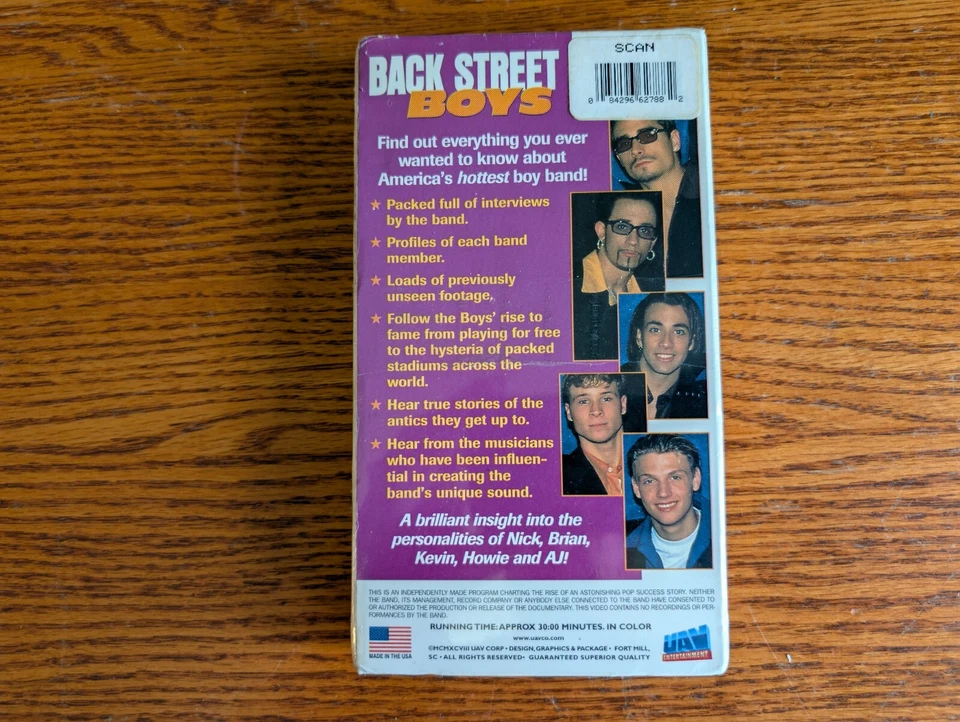 BACK STREET
BOYS
SCAN
0 84296 62788 2
Find out everything you ever
wanted to know about
America's hottest boy band!
★ Packed full of interviews
by the band.
★ Profiles of each band
member.
★ Loads of previously
unseen footage,
★ Follow the Boys' rise to
fame from playing for free
to the hysteria of packed
stadiums across the
world.
★ Hear true stories of the
antics they get up to.
★ Hear from the musicians
who have been influen-
tial in creating the
band's unique sound.
A brilliant insight into the
personalities of Nick, Brian,
Kevin, Howie and AJ!
THIS IS AN INDEPENDENTLY MADE PROGRAM CHARTING THE RISE OF AN ASTONISHING POP SUCCESS STORY. NEITHER
THE BAND, ITS MANAGEMENT, RECORD COMPANY OR ANYBODY ELSE CONNECTED TO THE BAND HAVE CONSENTED TO
OR AUTHORIZED THE PRODUCTION OR RELEASE OF THE DOCUMENTARY. THIS VIDEO CONTAINS NO RECORDINGS OR PER-
FORMANCES BY THE BAND.
RUNNING TIME: APPROX 30:00 MINUTES. IN COLOR
www.uavco.com
©MCMXCVIII UAV CORP • DESIGN, GRAPHICS & PACKAGE • FORT MILL,
SC • ALL RIGHTS RESERVED • GUARANTEED SUPERIOR QUALITY
MADE IN THE USA
UAV
ENTERTAINMENT